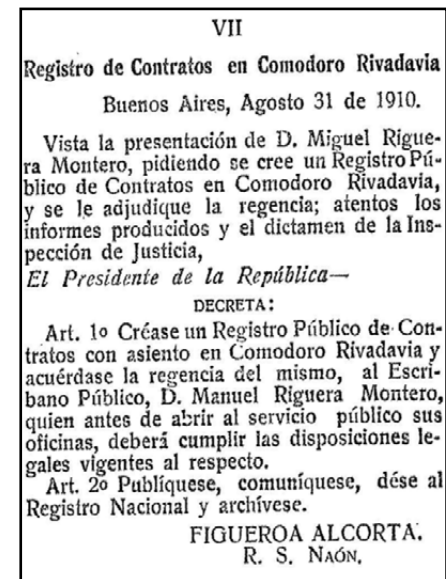 VII
Registro de Contratos en Comodoro Rivadavia
Buenos Aires, Agosto 31 de 1910.
Vista la presentación de D. Miguel Rigue-
ra Montero, pidiendo se cree un Registro Pú-
blico de Contratos en Comodoro Rivadavia,
y se le adjudique la regencia; atentos los
informes producidos y el dictamen de la Ins-
pección de Justicia,
El Presidente de la República—
DECRETA:
Art. 1o Créase un Registro Público de Con-
tratos con asiento en Comodoro Rivadavia y
acuérdase la regencia del mismo, al Escri-
bano Público, D. Manuel Riguera Montero,
quien antes de abrir al servicio público sus
oficinas, deberá cumplir las disposiciones le-
gales vigentes al respecto.
Art. 2o Publíquese, comuníquese, dése al
Registro Nacional y archívese.
FIGUEROA ALCORTA.
R. S. NAÓN.